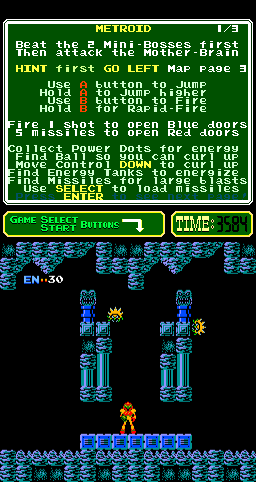 METROID 1/3
Beat the 2 Mini-Bosses first
Then attack the Mother-Brain
HINT first GO LEFT Map page 3
Use A button to Jump
Hold A to Jump higher
Use B button to Fire
Hold B for Rapid-Fire
Fire 1 shot to open Blue doors
5 missiles to open Red doors
Collect Power Dots for energy
Find Ball so you can curl up
Move Control DOWN to curl up
Find Energy Tanks to energize
Find Missiles for large blasts
Use SELECT to load missiles
ENTER
GAME SELECT
START BUTTONS
TIME: 3584
EN··30